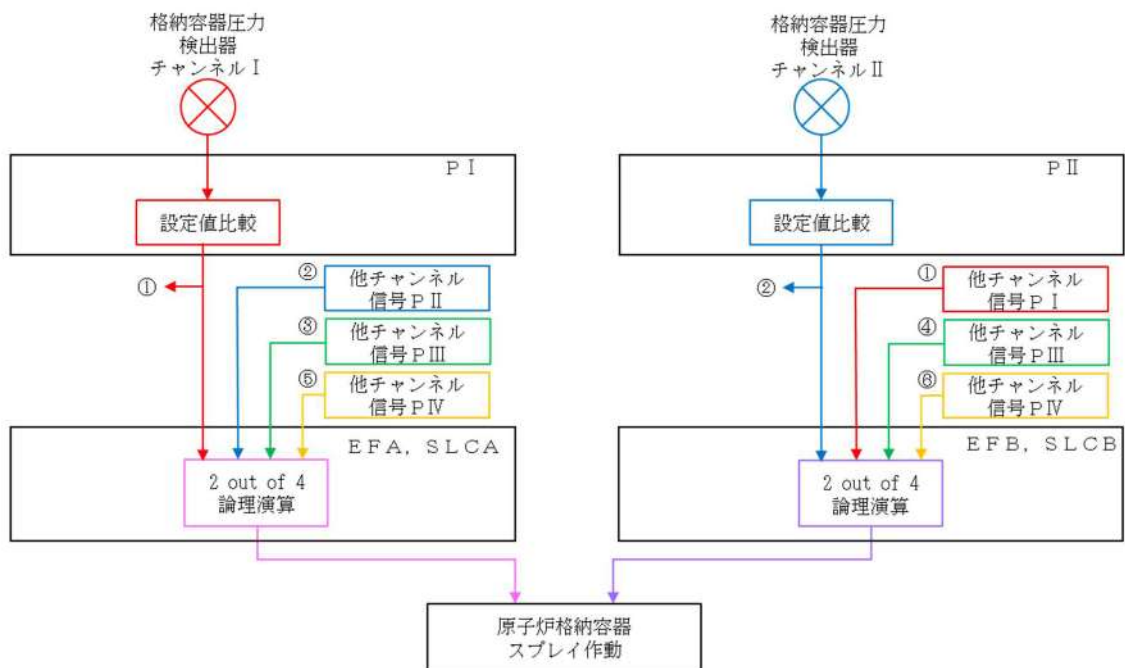 格納容器圧力
検出器
チャンネルⅠ
格納容器圧力
検出器
チャンネルⅡ
PⅠ
設定値比較
PⅡ
設定値比較
①
②
他チャンネル
信号PⅡ
③
他チャンネル
信号PⅢ
⑤
他チャンネル
信号PⅣ
②
①
他チャンネル
信号PⅠ
④
他チャンネル
信号PⅢ
⑥
他チャンネル
信号PⅣ
EFA, SLCA
2 out of 4
論理演算
EFB, SLCB
2 out of 4
論理演算
原子炉格納容器
スプレイ作動